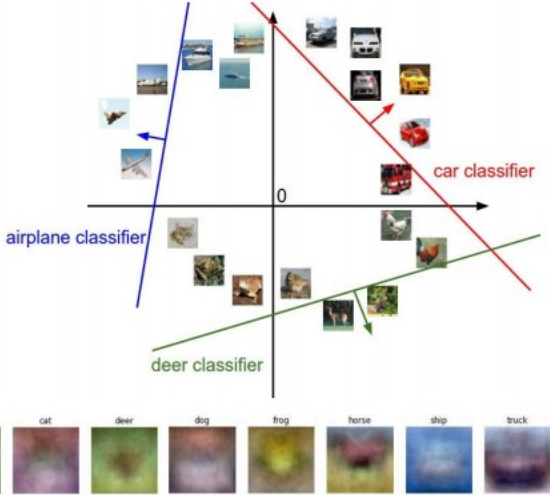 0
car classifier
airplane classifier
deer classifier
cat deer dog frog horse ship truck